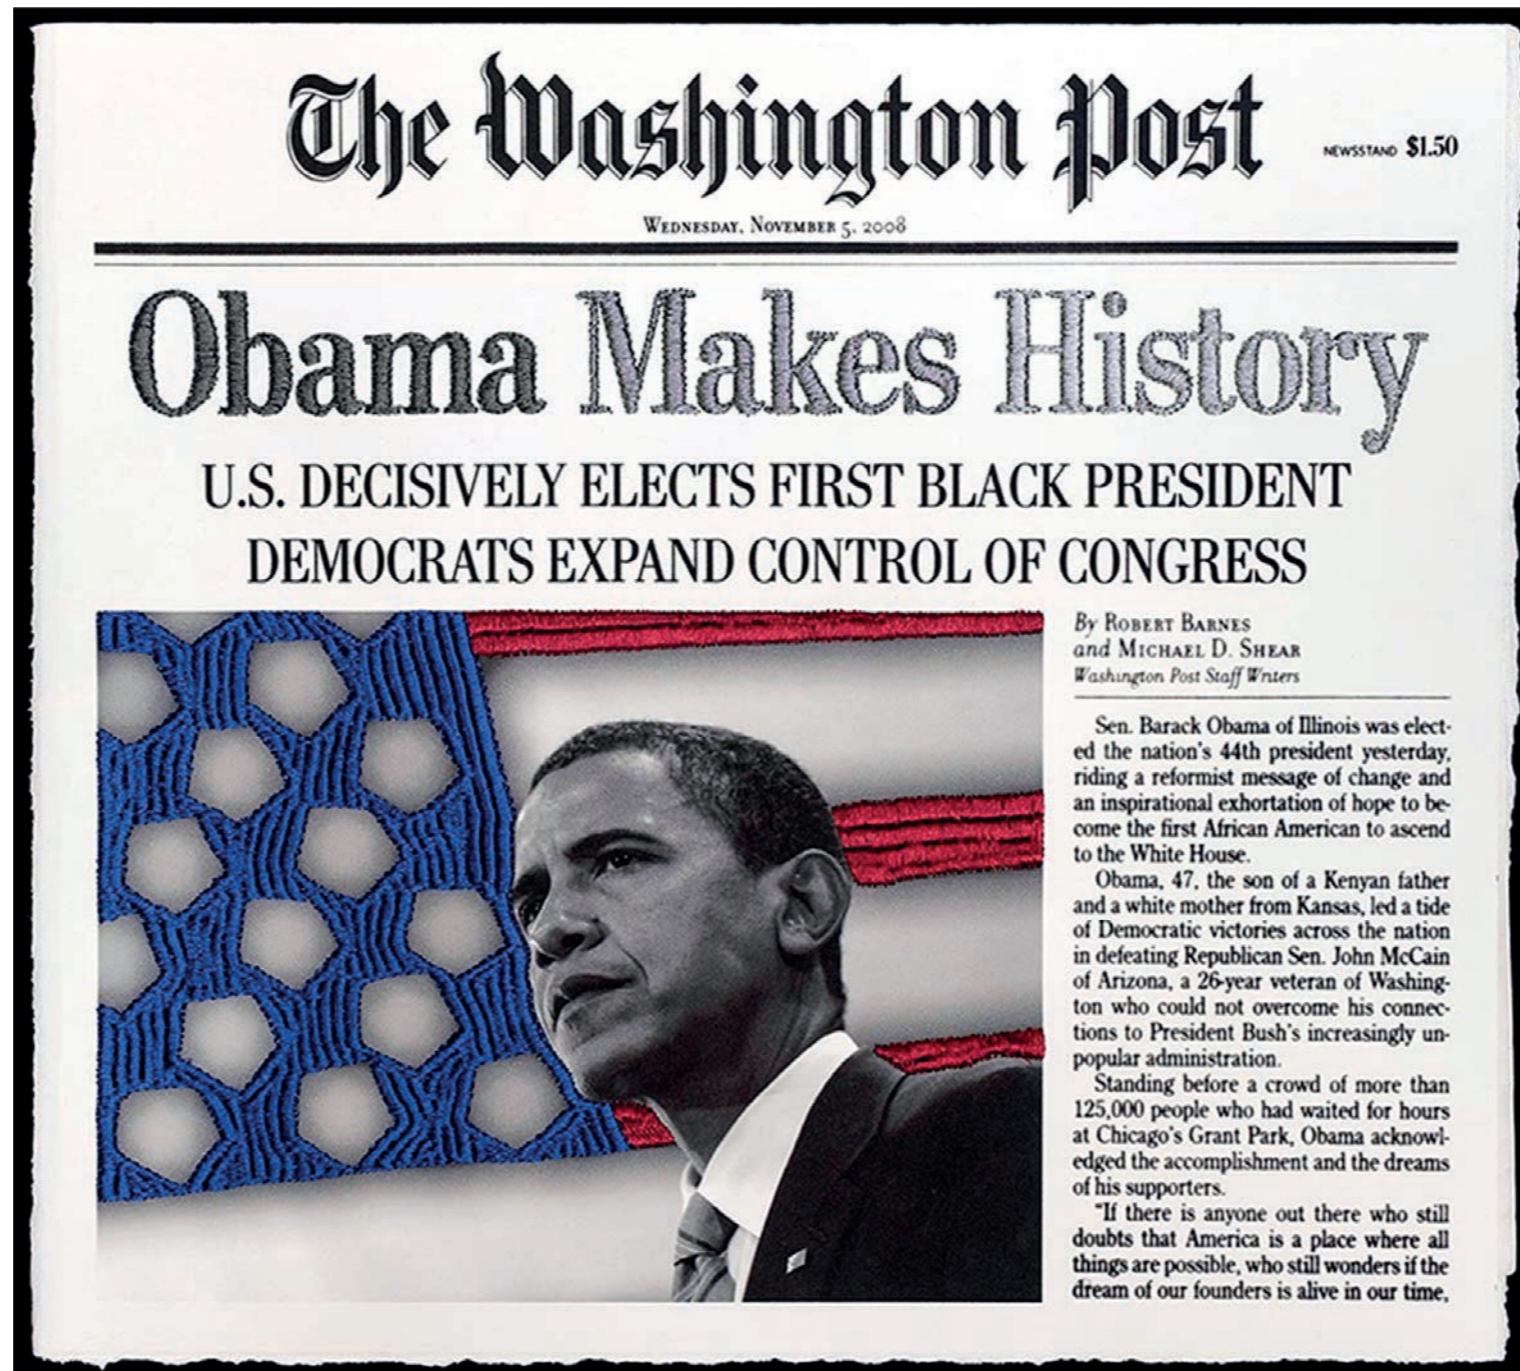 The Washington Post
NEWSSTAND $1.50
WEDNESDAY, NOVEMBER 5, 2008
Obama Makes History
U.S. DECISIVELY ELECTS FIRST BLACK PRESIDENT
DEMOCRATS EXPAND CONTROL OF CONGRESS
By ROBERT BARNES
and MICHAEL D. SHEAR
Washington Post Staff Writers
Sen. Barack Obama of Illinois was elect-
ed the nation's 44th president yesterday,
riding a reformist message of change and
an inspirational exhortation of hope to be-
come the first African American to ascend
to the White House.
Obama, 47, the son of a Kenyan father
and a white mother from Kansas, led a tide
of Democratic victories across the nation
in defeating Republican Sen. John McCain
of Arizona, a 26-year veteran of Washing-
ton who could not overcome his connec-
tions to President Bush's increasingly un-
popular administration.
Standing before a crowd of more than
125,000 people who had waited for hours
at Chicago's Grant Park, Obama acknowl-
edged the accomplishment and the dreams
of his supporters.
"If there is anyone out there who still
doubts that America is a place where all
things are possible, who still wonders if the
dream of our founders is alive in our time,